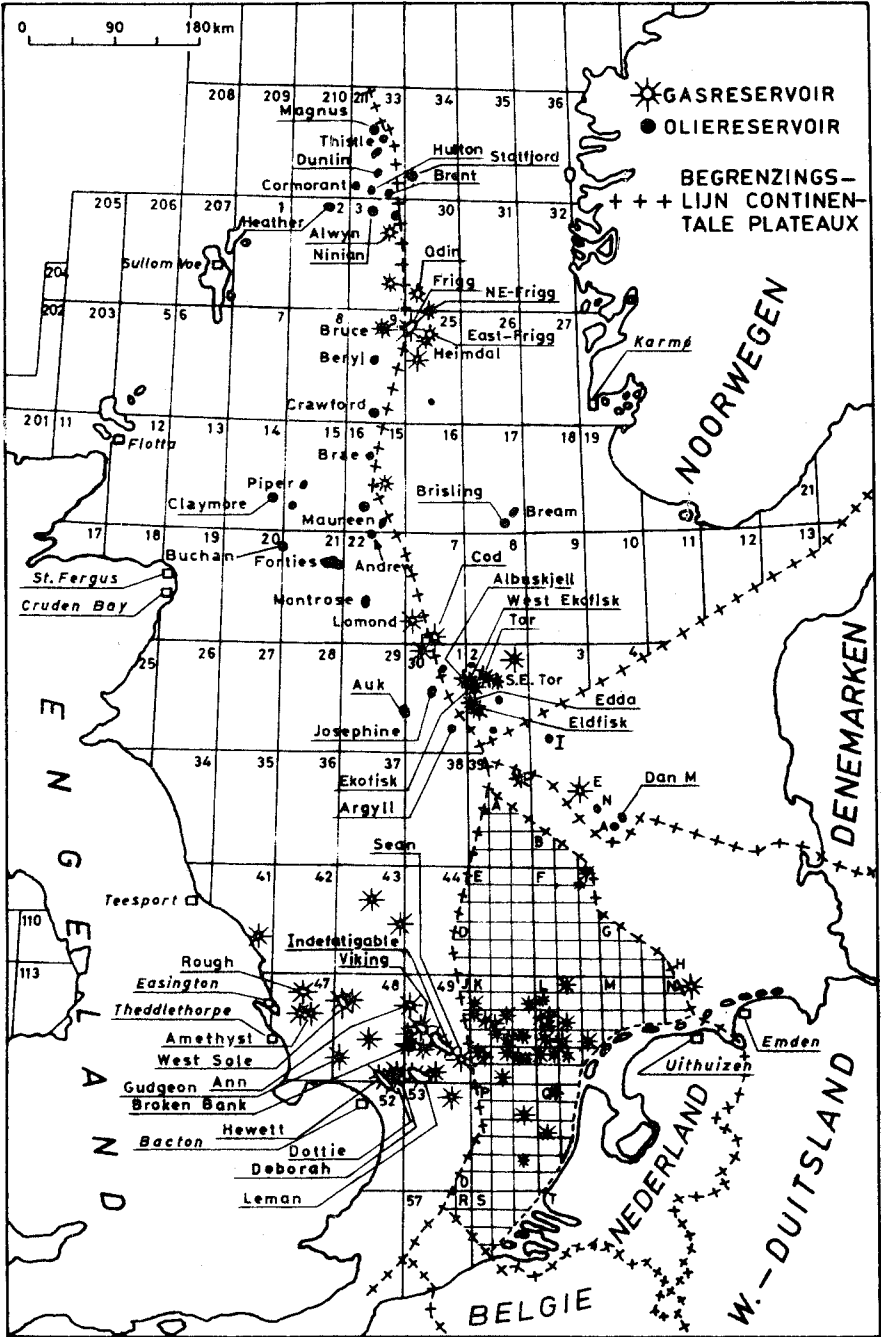 0 90 180 km
GASRESERVOIR
OLIERESERVOIR
BEGRENZINGS-
+ + + LIJN CONTINEN-
TALE PLATEAUX
208 209 210 211 33 34 35 36
Magnus
Thistl
Dunlin
Hutton
Statfjord
Cormorant
Brent
205 206 207 1 2 3 30 31 32
Heather
Alwyn
Ninian
Odin
Sullom Voe
204
Frigg
NE-Frigg
202 203 5 6 7 8 9 25 26 27
Bruce
East-Frigg
Beryl
Heimdal
Karmø
NOORWEGEN
Crawford
201 11 12 13 14 15 16 15 17 18 19
Flotta
Brae
Piper
Claymore
Brisling
Bream
21
Maureen
17 18 19 20 21 22 7 8 9 10 11 13
Buchan
Forties
Andrew
Cod
St. Fergus
Albuskjell
Cruden Bay
West Ekofisk
Montrose
Tor
Lomond
25 26 27 28 29 30 1 2 3 4
S.E. Tor
Auk
Edda
Josephine
Eldfisk
I
DENEMARKEN
34 35 36 37 38 39
Ekofisk
Argyll
E
N
Dan M
A
A
Sean
B
41 42 43 44 E F
Teesport
110
D
G
Indefatigable
Viking
H
113
Rough
47 48 49 J K L M N
Easington
Theddlethorpe
Amethyst
Emden
West Sole
Uithuizen
Ann
Gudgeon
Broken Bank
52 53 P Q
Hewett
Bacton
Dottie
Deborah
Leman
57 O R S T
ENGELAND
NEDERLAND
W.-DUITSLAND
BELGIE